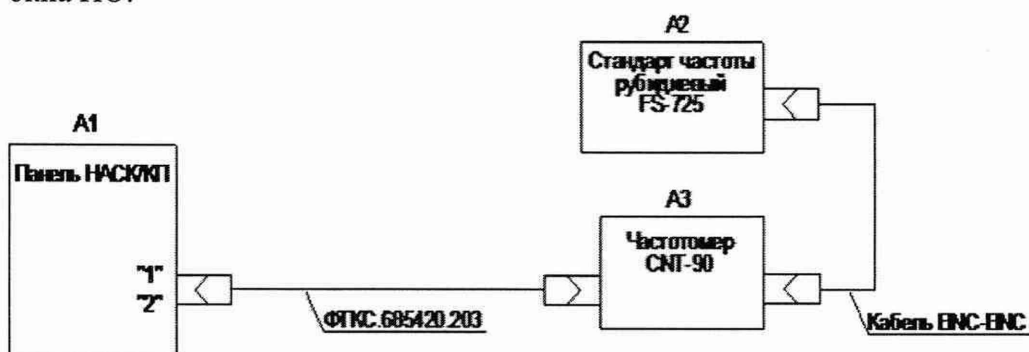 А2
Стандарт частоты
рубидиевый
FS-725
А1
Панель НАСК/КП
А3
Частотомер
CNT-90
"1"
"2"
ФТКС.685420.203
Кабель BNC-BNC